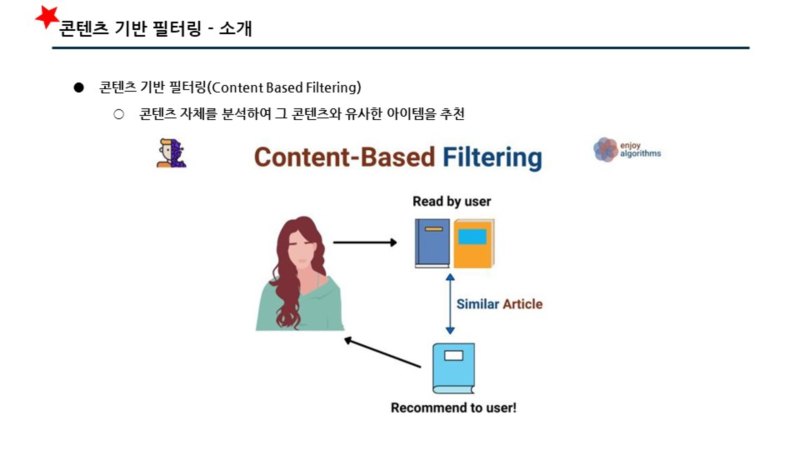 콘텐츠 기반 필터링 - 소개
● 콘텐츠 기반 필터링(Content Based Filtering)
○ 콘텐츠 자체를 분석하여 그 콘텐츠와 유사한 아이템을 추천
Content-Based Filtering
enjoy
algorithms
Read by user
Similar Article
Recommend to user!